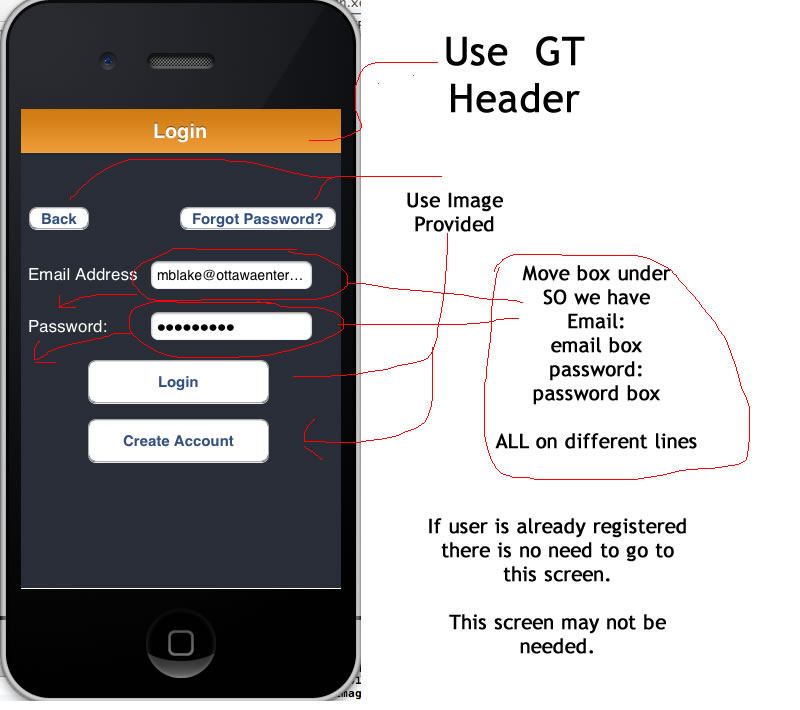 Login
Back
Forgot Password?
Email Address
mblake@ottawaenter...
Password:
Login
Create Account
Use GT
Header
Use Image
Provided
Move box under
SO we have
Email:
email box
password:
password box
ALL on different lines
If user is already registered
there is no need to go to
this screen.
This screen may not be
needed.